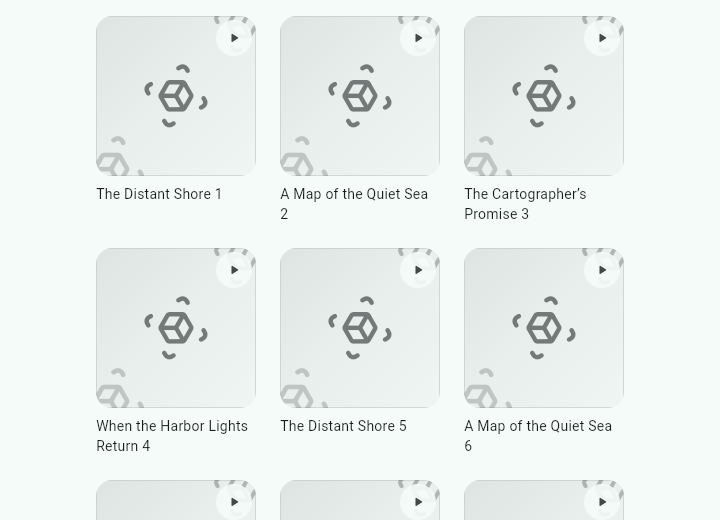 The Distant Shore 1
A Map of the Quiet Sea
2
The Cartographer’s
Promise 3
When the Harbor Lights
Return 4
The Distant Shore 5
A Map of the Quiet Sea
6